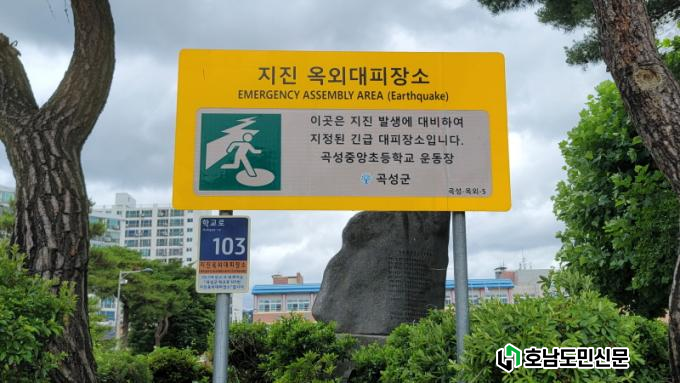 지진 옥외대피장소
EMERGENCY ASSEMBLY AREA (Earthquake)
이곳은 지진 발생에 대비하여
지정된 긴급 대피장소입니다.
곡성중앙초등학교 운동장
곡성군
곡성-옥외-5
학교로
103
지진옥외대피장소
호남도민신문